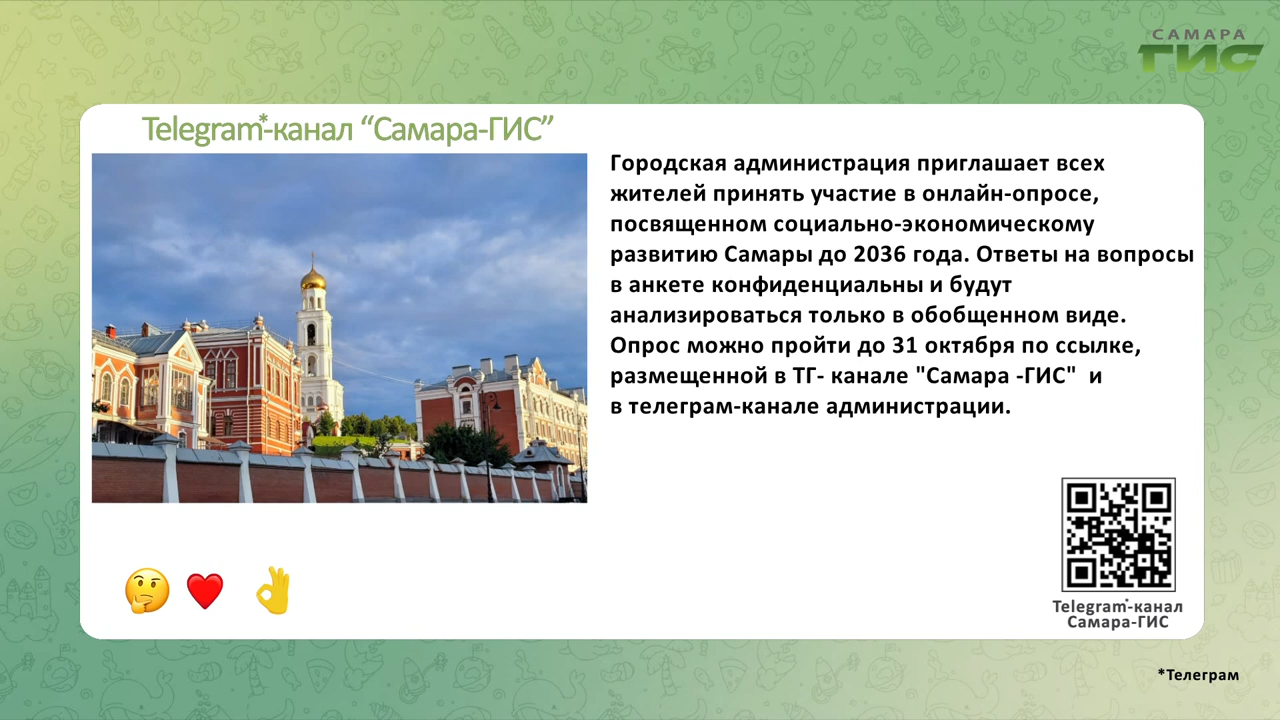 САМАРА
ГИС
Telegram*-канал “Самара-ГИС”
Городская администрация приглашает всех
жителей принять участие в онлайн-опросе,
посвященном социально-экономическому
развитию Самары до 2036 года. Ответы на вопросы
в анкете конфиденциальны и будут
анализироваться только в обобщенном виде.
Опрос можно пройти до 31 октября по ссылке,
размещенной в ТГ- канале "Самара -ГИС"  и
в телеграм-канале администрации.
Telegram*-канал
Самара-ГИС
*Телеграм